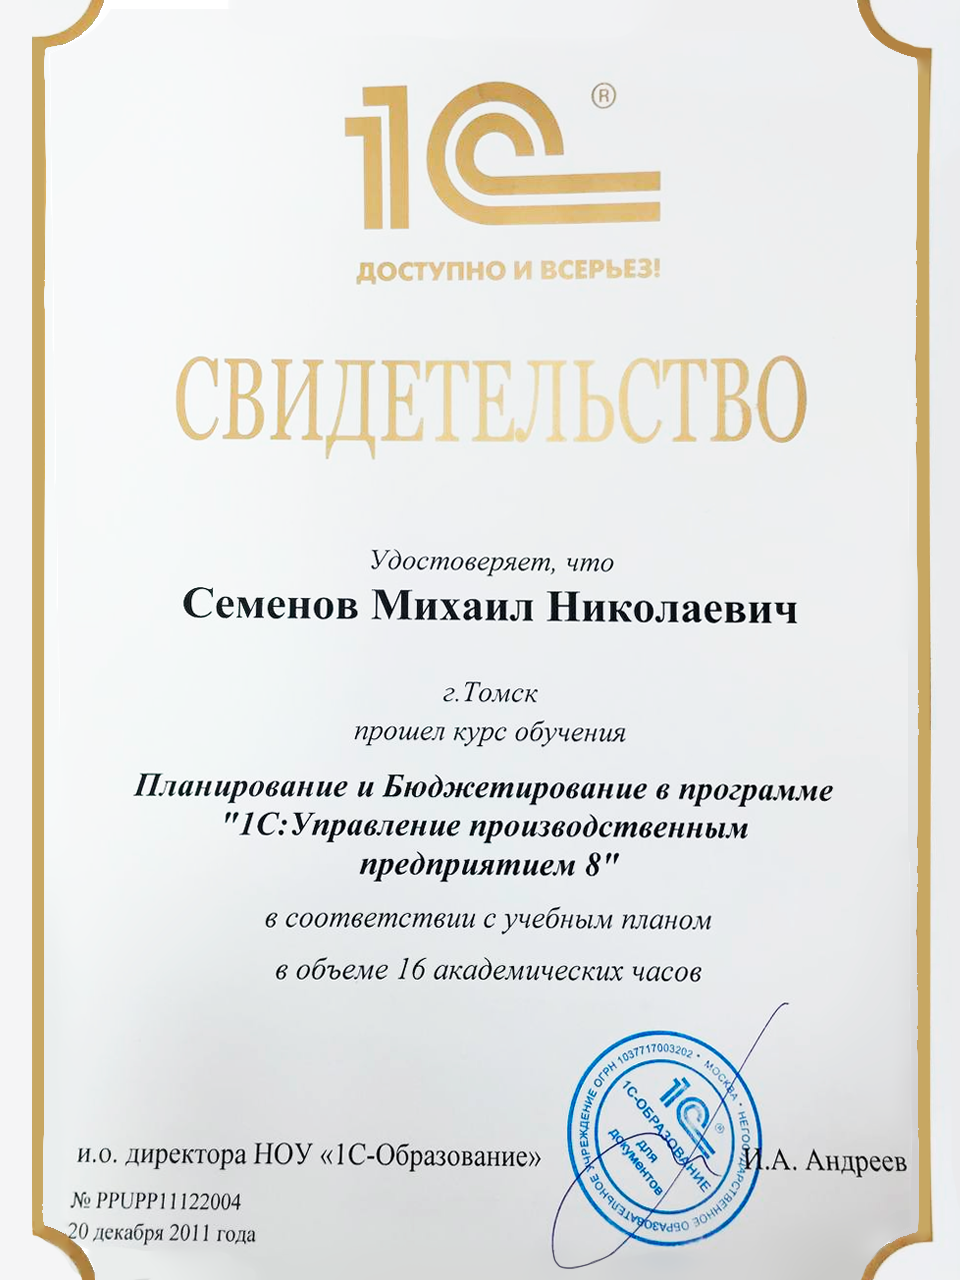 1С®
ДОСТУПНО И ВСЕРЬЕЗ!
СВИДЕТЕЛЬСТВО
Удостоверяет, что
Семенов Михаил Николаевич
г.Томск
прошел курс обучения
Планирование и Бюджетирование в программе
"1С:Управление производственным
предприятием 8"
в соответствии с учебным планом
в объеме 16 академических часов
НЕГОСУДАРСТВЕННОЕ ОБРАЗОВАТЕЛЬНОЕ УЧРЕЖДЕНИЕ ОГРН 1037717003202 • МОСКВА •
1С-ОБРАЗОВАНИЕ
1С®
для
документов
и.о. директора НОУ «1С-Образование» И.А. Андреев
№ PPUPP11122004
20 декабря 2011 года